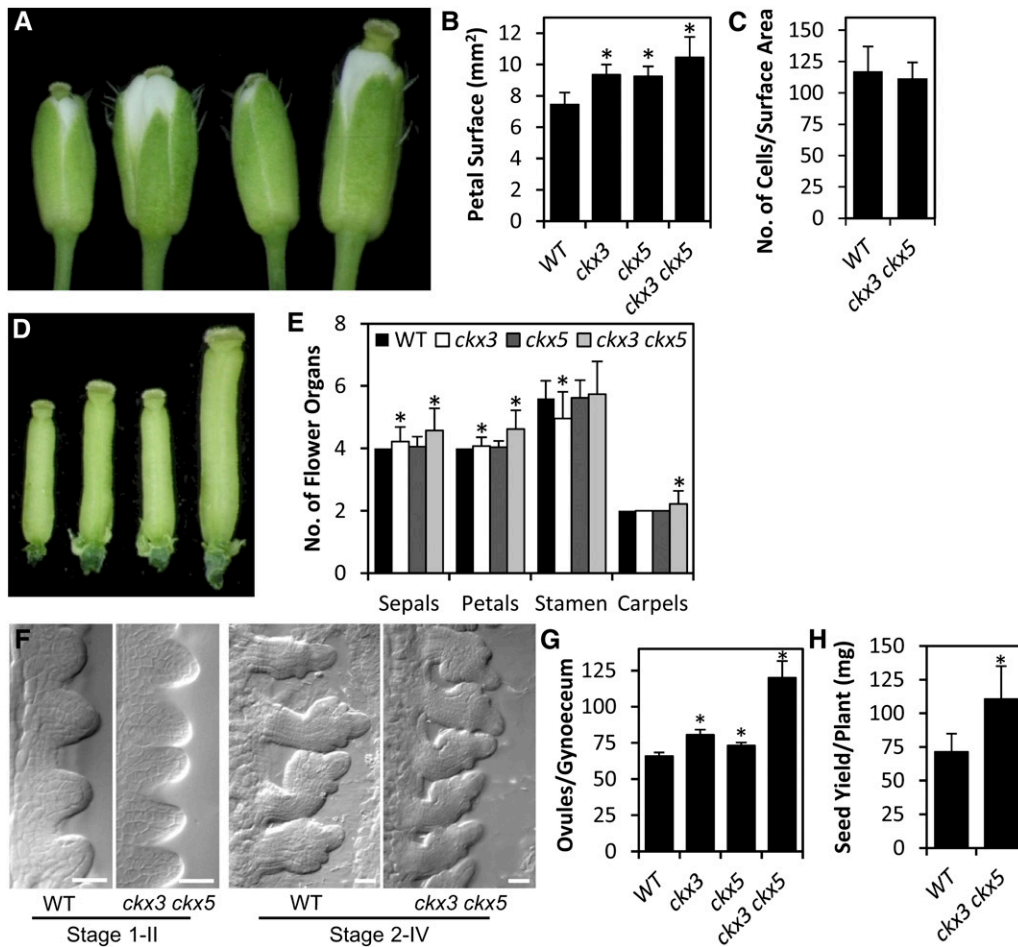 A
B
Petal Surface (mm²)
12
10
8
6
4
2
0
*
*
*
WT
ckx3
ckx5
ckx3 ckx5
C
No. of Cells/Surface Area
150
125
100
75
50
25
0
WT
ckx3 ckx5
D
E
No. of Flower Organs
8
6
4
2
0
WT ckx3 ckx5 ckx3 ckx5
* * * * * *
Sepals Petals Stamen Carpels
F
WT ckx3 ckx5 WT ckx3 ckx5
Stage 1-II Stage 2-IV
G
Ovules/Gynoeceum
125
100
75
50
25
0
*
*
*
WT
ckx3
ckx5
ckx3 ckx5
H
Seed Yield/Plant (mg)
150
125
100
75
50
25
0
*
WT
ckx3 ckx5